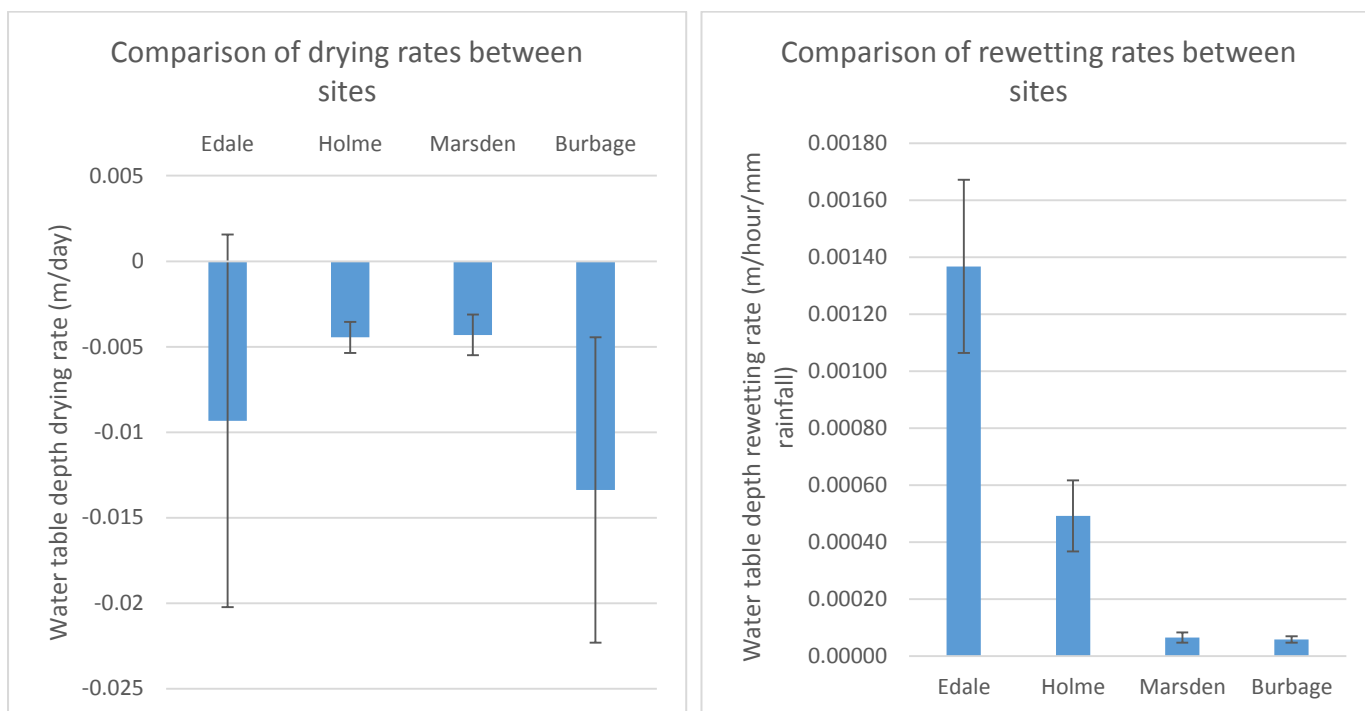 Comparison of drying rates between
sites
Edale Holme Marsden Burbage
0.005
0
-0.005
-0.01
-0.015
-0.02
-0.025
Water table depth drying rate (m/day)
Comparison of rewetting rates between
sites
0.00180
0.00160
0.00140
0.00120
0.00100
0.00080
0.00060
0.00040
0.00020
0.00000
Water table depth rewetting rate (m/hour/mm
rainfall)
Edale Holme Marsden Burbage